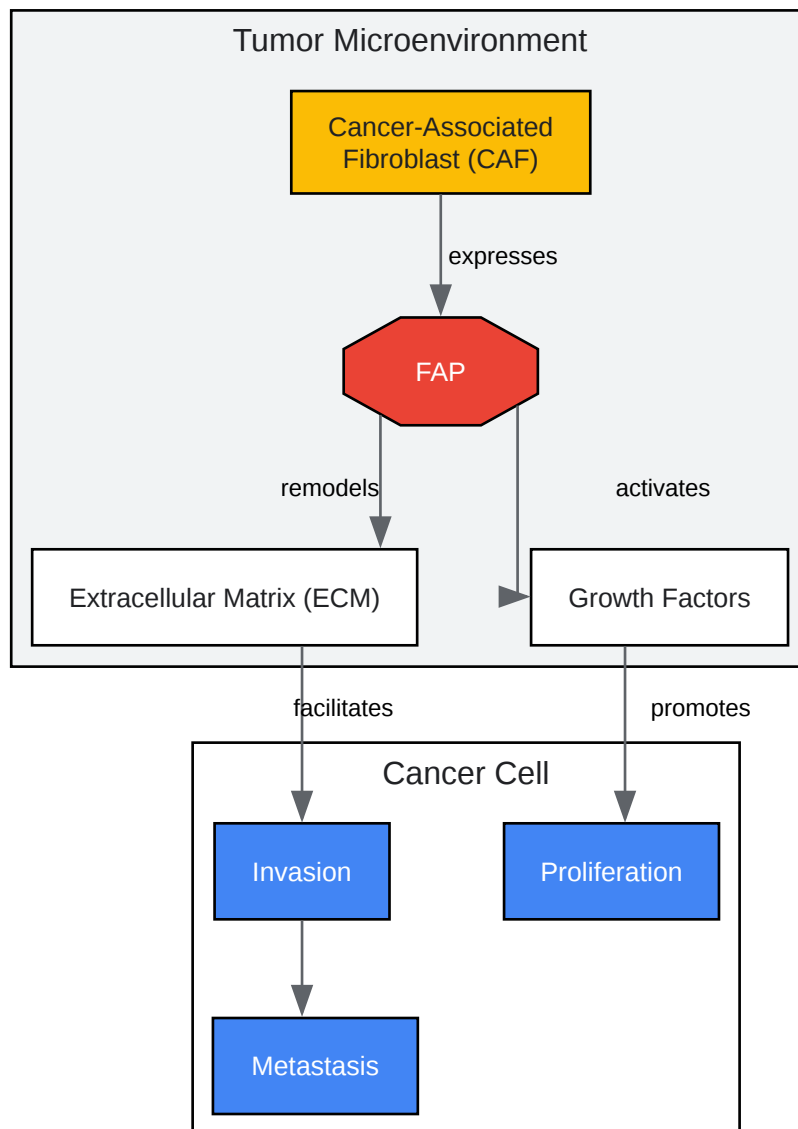 Tumor Microenvironment
Cancer-Associated
Fibroblast (CAF)
expresses
FAP
remodels
activates
Extracellular Matrix (ECM)
Growth Factors
facilitates
promotes
Cancer Cell
Invasion
Proliferation
Metastasis